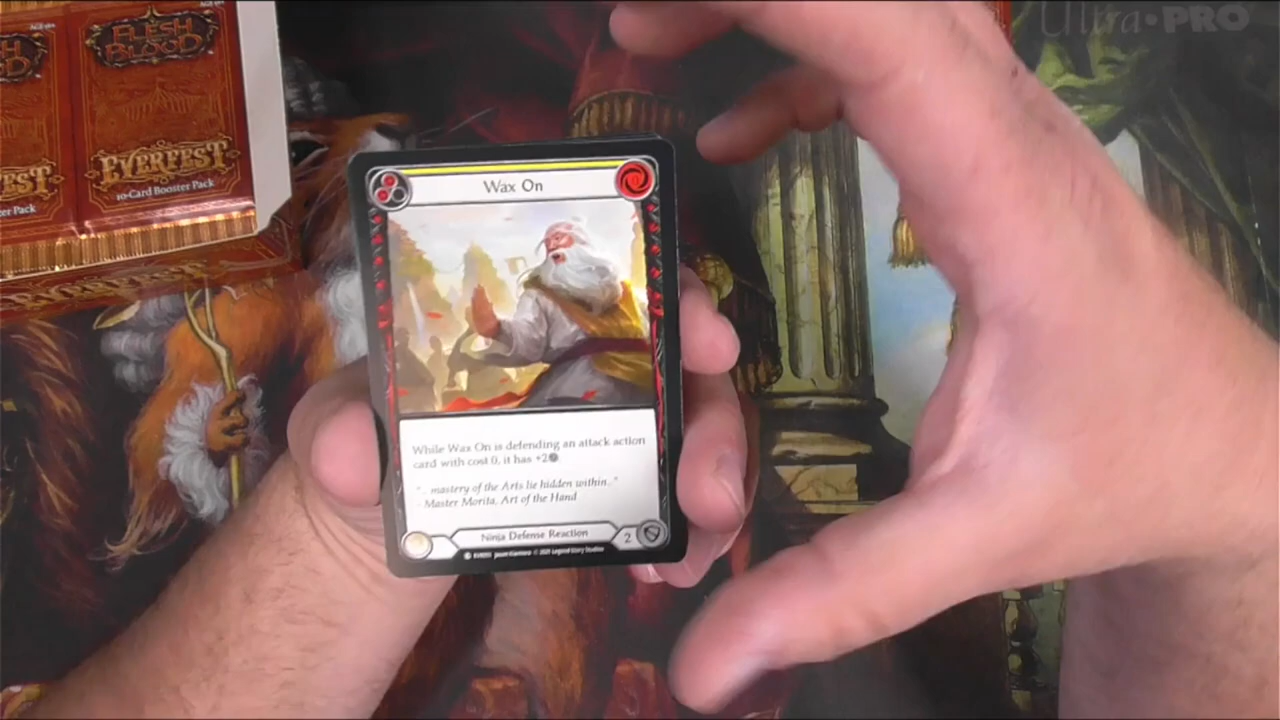 Ultra•PRO
FLESH
BLOOD
EVERFEST
10-Card Booster Pack
Wax On
0
While Wax On is defending an attack action
card with cost 0, it has +2
"... mastery of the Arts lie hidden within..."
- Master Morita, Art of the Hand
Ninja Defense Reaction
2